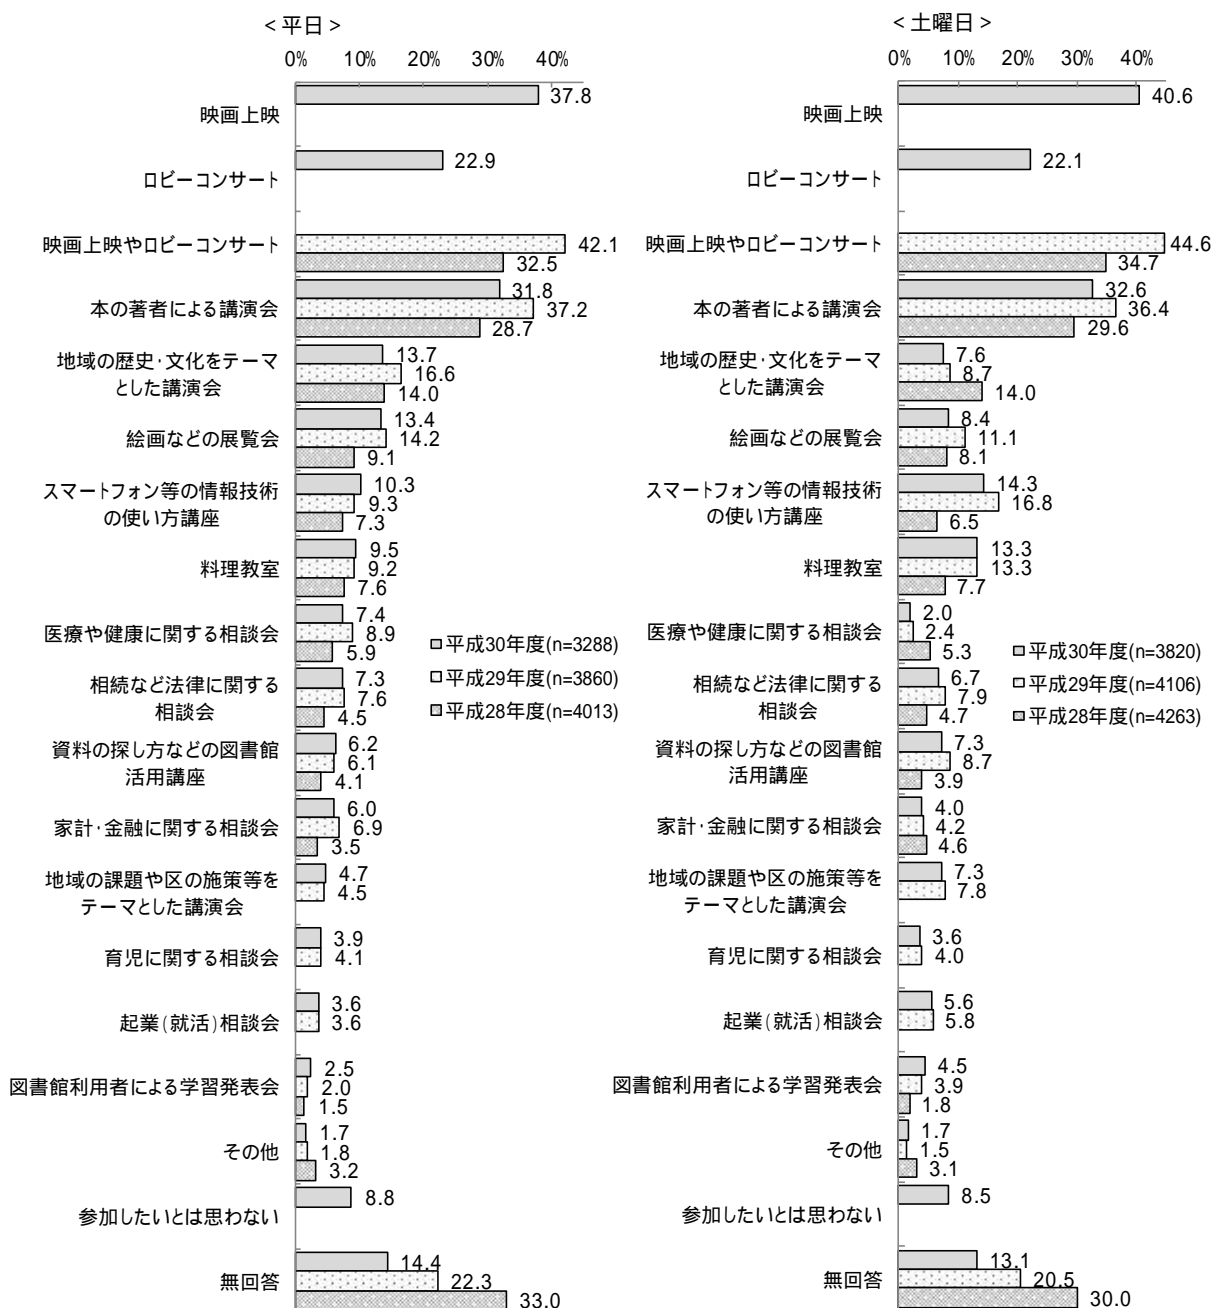 ＜平日＞
0% 10% 20% 30% 40%
映画上映
37.8
ロビーコンサート
22.9
映画上映やロビーコンサート
42.1
32.5
本の著者による講演会
31.8
37.2
28.7
地域の歴史･文化をテーマ
とした講演会
13.7
16.6
14.0
絵画などの展覧会
13.4
14.2
9.1
スマートフォン等の情報技術
の使い方講座
10.3
9.3
7.3
料理教室
9.5
9.2
7.6
医療や健康に関する相談会
7.4
8.9
5.9
相続など法律に関する
相談会
7.3
7.6
4.5
資料の探し方などの図書館
活用講座
6.2
6.1
4.1
家計･金融に関する相談会
6.0
6.9
3.5
地域の課題や区の施策等を
テーマとした講演会
4.7
4.5
育児に関する相談会
3.9
4.1
起業(就活)相談会
3.6
3.6
図書館利用者による学習発表会
2.5
2.0
1.5
その他
1.7
1.8
3.2
参加したいとは思わない
8.8
無回答
14.4
22.3
33.0
平成30年度(n=3288)
平成29年度(n=3860)
平成28年度(n=4013)
＜土曜日＞
0% 10% 20% 30% 40%
映画上映
40.6
ロビーコンサート
22.1
映画上映やロビーコンサート
44.6
34.7
本の著者による講演会
32.6
36.4
29.6
地域の歴史･文化をテーマ
とした講演会
7.6
8.7
14.0
絵画などの展覧会
8.4
11.1
8.1
スマートフォン等の情報技術
の使い方講座
14.3
16.8
6.5
料理教室
13.3
13.3
7.7
医療や健康に関する相談会
2.0
2.4
5.3
相続など法律に関する
相談会
6.7
7.9
4.7
資料の探し方などの図書館
活用講座
7.3
8.7
3.9
家計･金融に関する相談会
4.0
4.2
4.6
地域の課題や区の施策等を
テーマとした講演会
7.3
7.8
育児に関する相談会
3.6
4.0
起業(就活)相談会
5.6
5.8
図書館利用者による学習発表会
4.5
3.9
1.8
その他
1.7
1.5
3.1
参加したいとは思わない
8.5
無回答
13.1
20.5
30.0
平成30年度(n=3820)
平成29年度(n=4106)
平成28年度(n=4263)